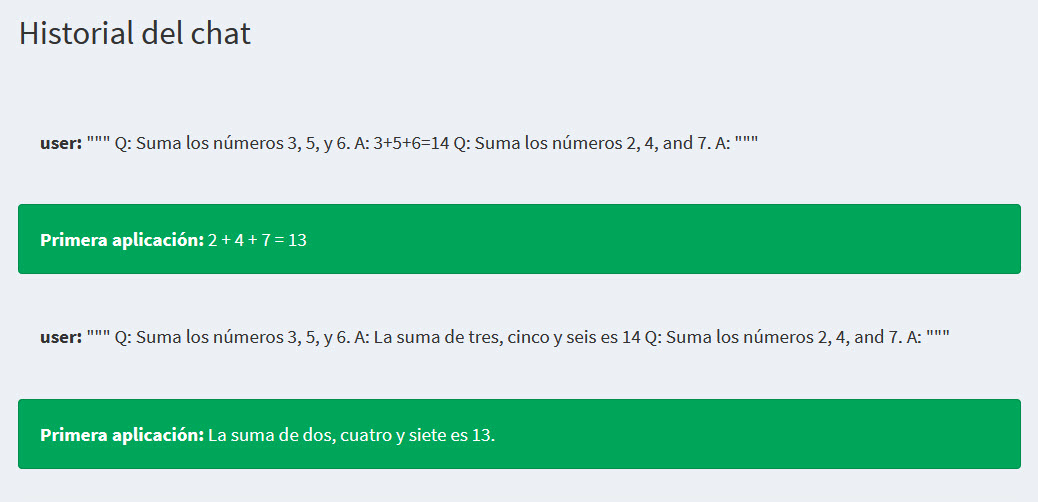 Historial del chat
user: """ Q: Suma los números 3, 5, y 6. A: 3+5+6=14 Q: Suma los números 2, 4, and 7. A: """
Primera aplicación: 2 + 4 + 7 = 13
user: """ Q: Suma los números 3, 5, y 6. A: La suma de tres, cinco y seis es 14 Q: Suma los números 2, 4, and 7. A: """
Primera aplicación: La suma de dos, cuatro y siete es 13.